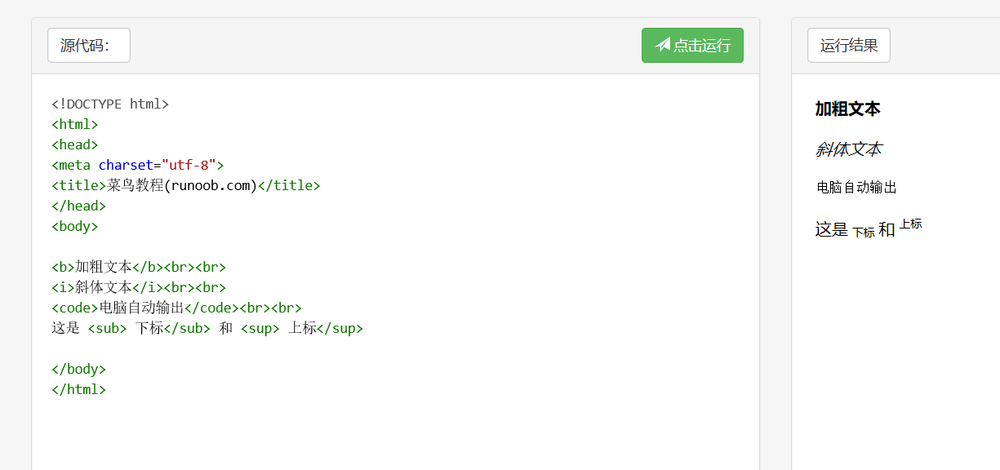 源代码:
点击运行
<!DOCTYPE html>
<html>
<head>
<meta charset="utf-8">
<title>菜鸟教程(runoob.com)</title>
</head>
<body>
<b>加粗文本</b><br><br>
<i>斜体文本</i><br><br>
<code>电脑自动输出</code><br><br>
这是 <sub> 下标</sub> 和 <sup> 上标</sup>
</body>
</html>
运行结果
加粗文本
斜体文本
电脑自动输出
这是 下标 和 上标